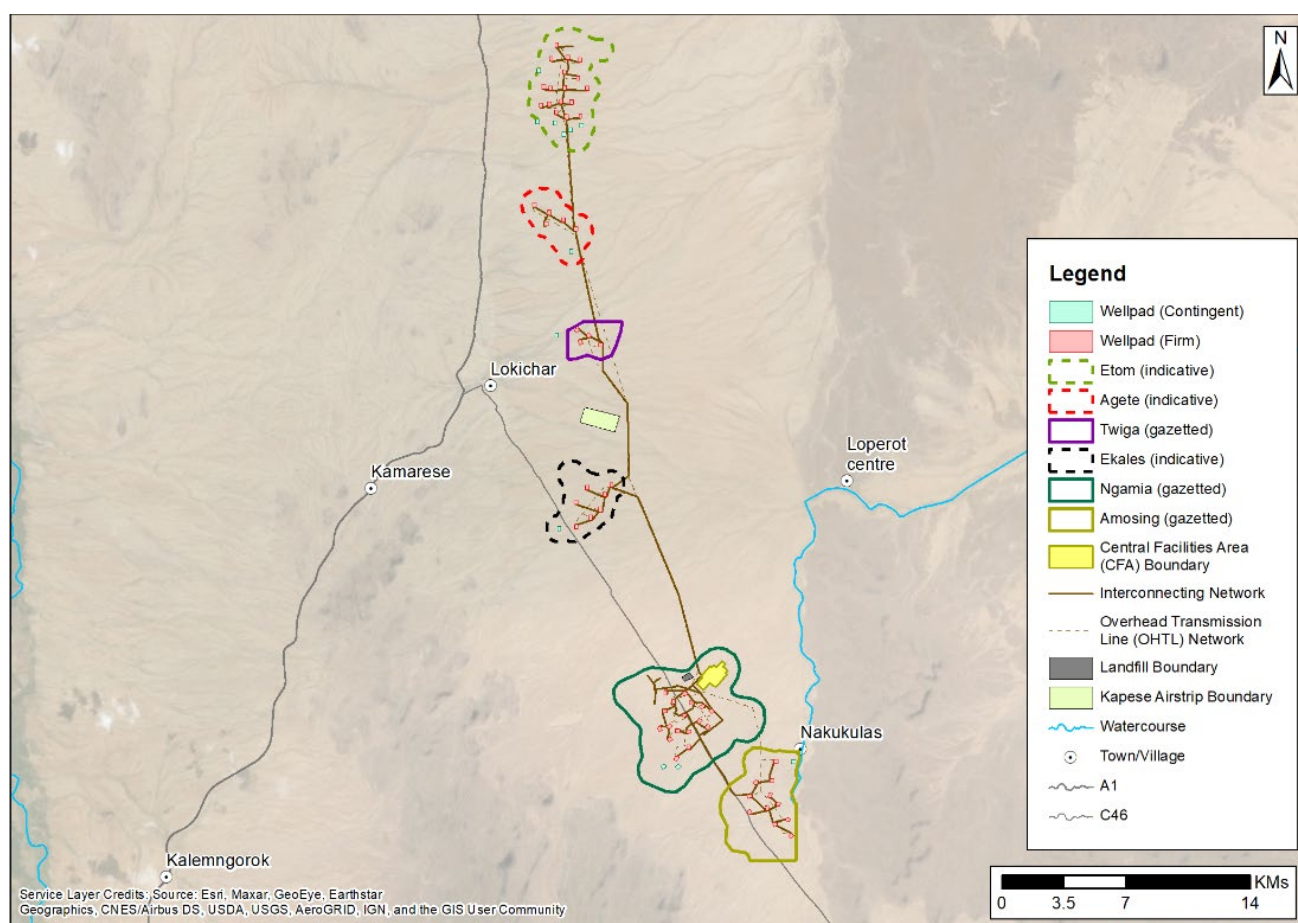 N
Lokichar
Kamarese
Loperot
centre
Nakukulas
Kalemngorok
Legend
Wellpad (Contingent)
Wellpad (Firm)
Etom (indicative)
Agete (indicative)
Twiga (gazetted)
Ekales (indicative)
Ngamia (gazetted)
Amosing (gazetted)
Central Facilities Area
(CFA) Boundary
Interconnecting Network
Overhead Transmission
Line (OHTL) Network
Landfill Boundary
Kapese Airstrip Boundary
Watercourse
Town/Village
A1
C46
Service Layer Credits: Source: Esri, Maxar, GeoEye, Earthstar
Geographics, CNES/Airbus DS, USDA, USGS, AeroGRID, IGN, and the GIS User Community
KMs
0 3.5 7 14